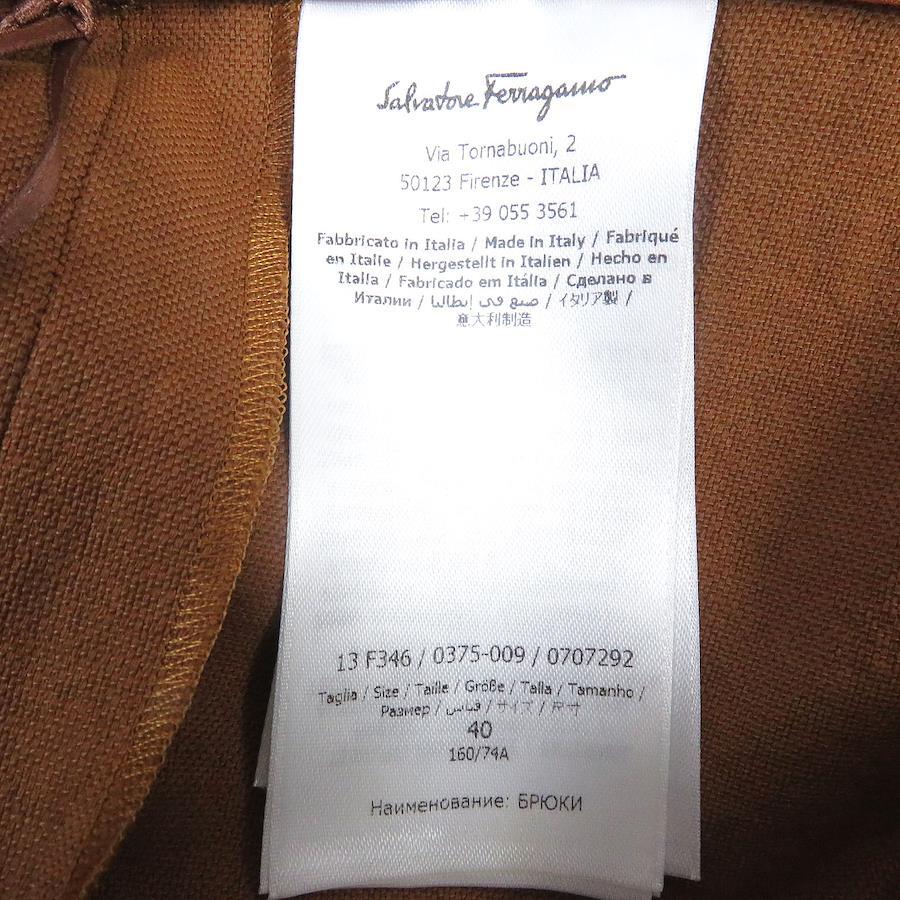 Salvatore Ferragamo
Via Tornabuoni, 2
50123 Firenze - ITALIA
Tel: +39 055 3561
Fabbricato in Italia / Made in Italy / Fabriqué
en Italie / Hergestellt in Italien / Hecho en
Italia / Fabricado em Itália / Сделано в
Италии / صنع في إيطاليا / イタリア製 /
意大利制造
13 F346 / 0375-009 / 0707292
Taglia / Size / Taille / Größe / Talla / Tamanho /
Размер / قياس / サイズ / 尺寸
40
160/74A
Наименование: БРЮКИ